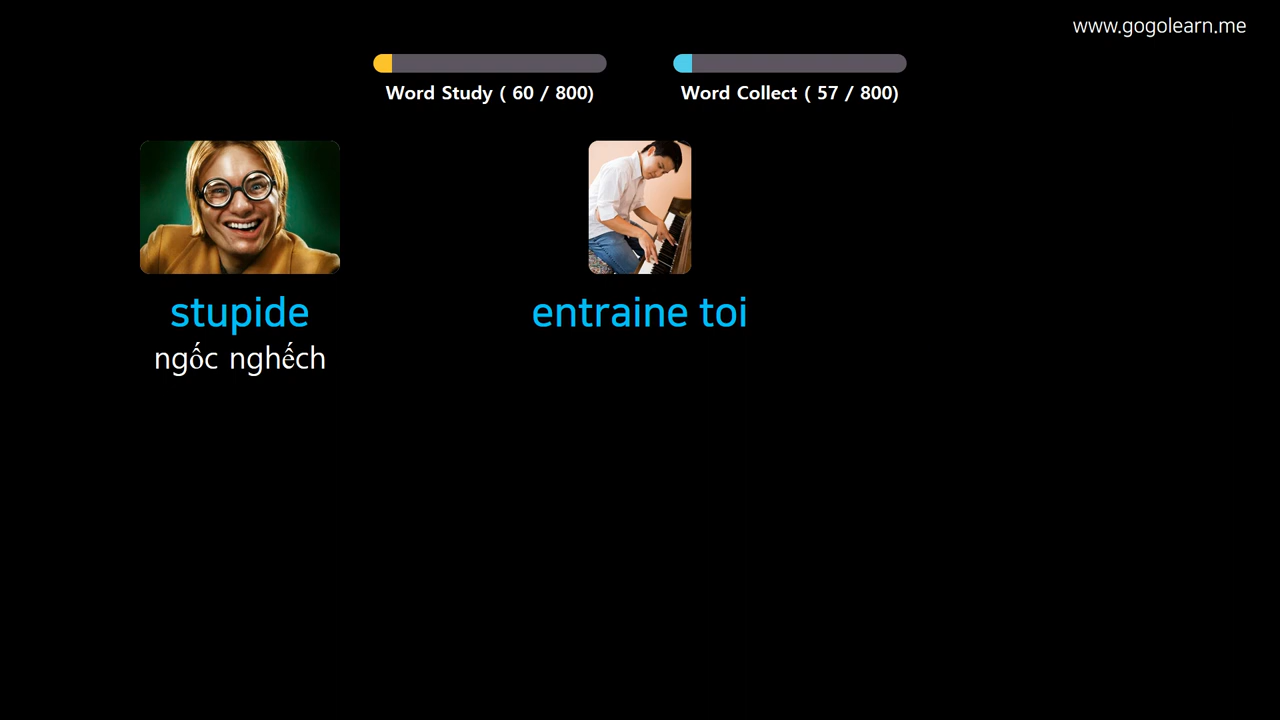 www.gogolearn.me
Word Study ( 60 / 800)
Word Collect ( 57 / 800)
stupide
entraine toi
ngốc nghếch